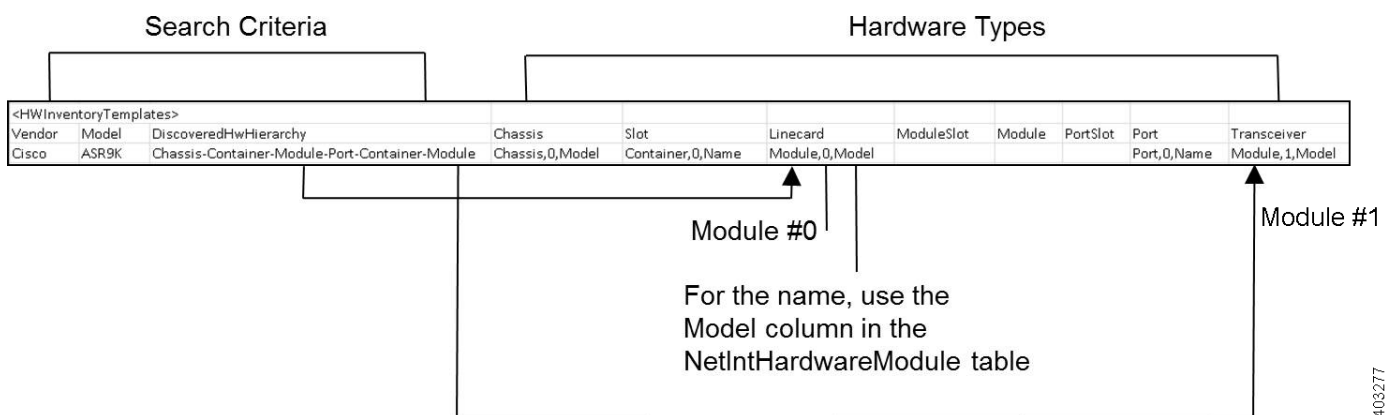 Search Criteria
Hardware Types
<HWInventoryTemplates>
Vendor Model DiscoveredHwHierarchy Chassis Slot Linecard ModuleSlot Module PortSlot Port Transceiver
Cisco ASR9K Chassis-Container-Module-Port-Container-Module Chassis,0,Model Container,0,Name Module,0,Model Port,0,Name Module,1,Model
Module #0
Module #1
For the name, use the
Model column in the
NetIntHardwareModule table
403277